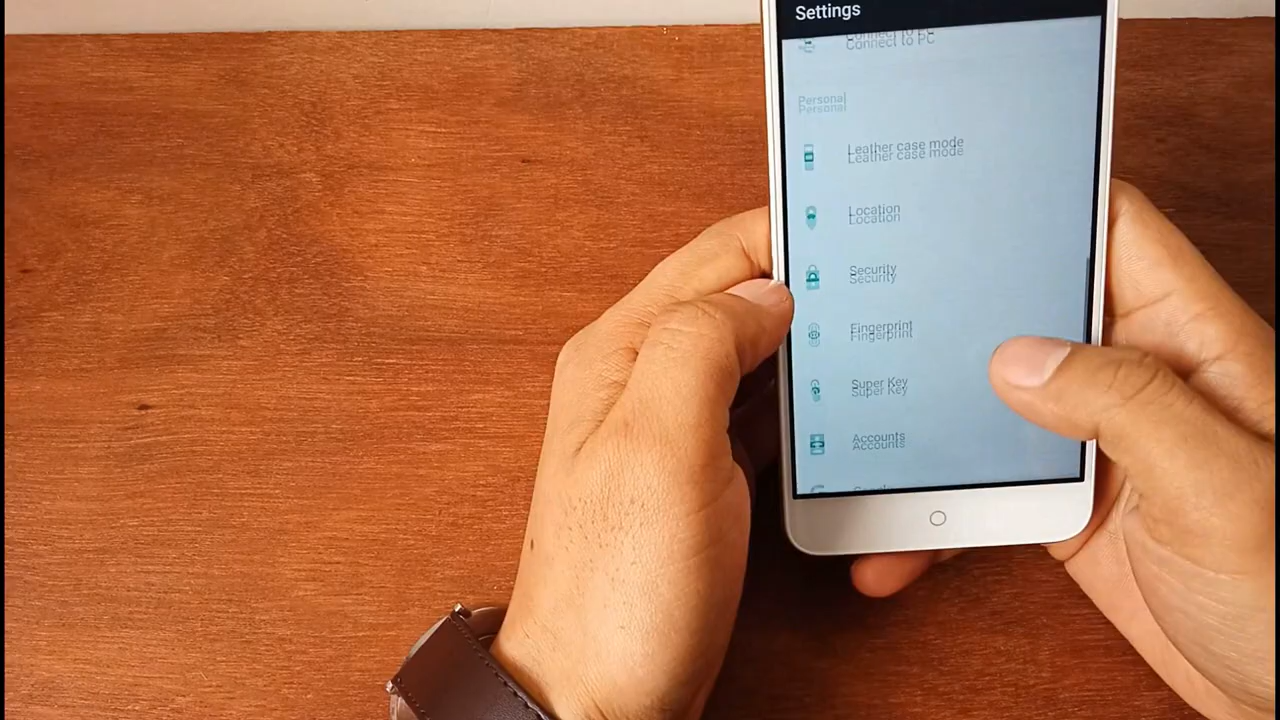 Settings
Connect to PC
Personal
Leather case mode
Location
Security
Fingerprint
Super Key
Accounts